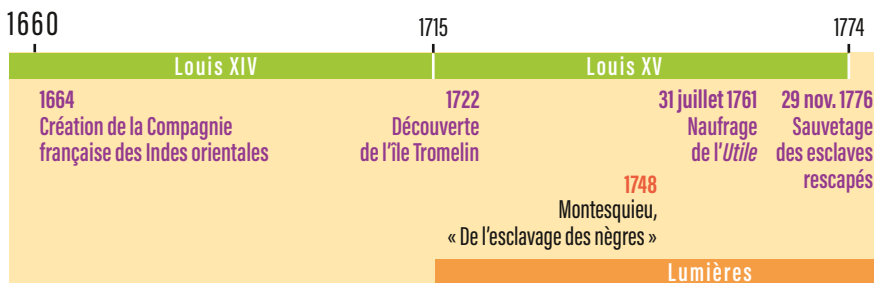 1660
1715
1774
Louis XIV
Louis XV
1664
Création de la Compagnie
française des Indes orientales
1722
Découverte
de l'île Tromelin
31 juillet 1761
Naufrage
de l'Utile
29 nov. 1776
Sauvetage
des esclaves
rescapés
1748
Montesquieu,
« De l'esclavage des nègres »
Lumières